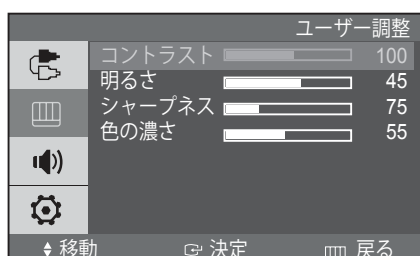 ユーザー調整
コントラスト 100
明るさ 45
シャープネス 75
色の濃さ 55
移動 決定 戻る